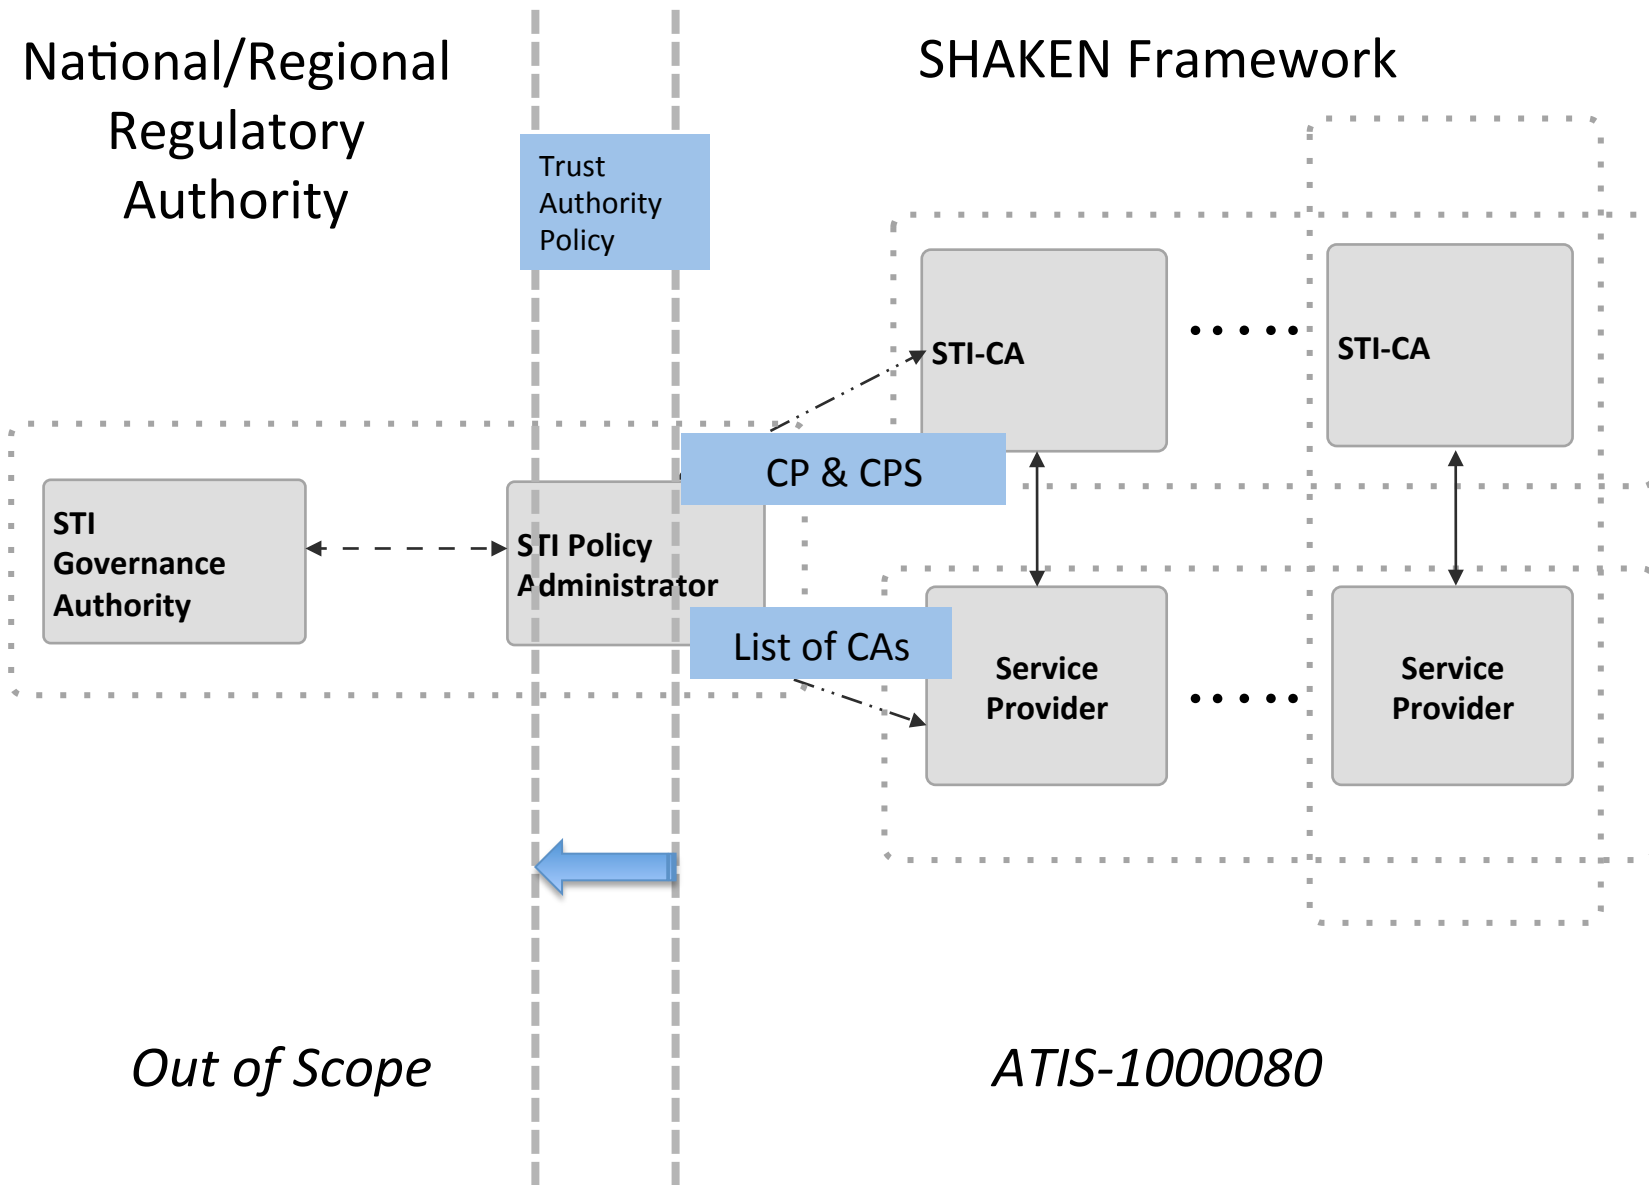 National/Regional
Regulatory
Authority
SHAKEN Framework
Trust
Authority
Policy
STI-CA
STI-CA
CP & CPS
STI
Governance
Authority
STI Policy
Administrator
List of CAs
Service
Provider
Service
Provider
Out of Scope
ATIS-1000080